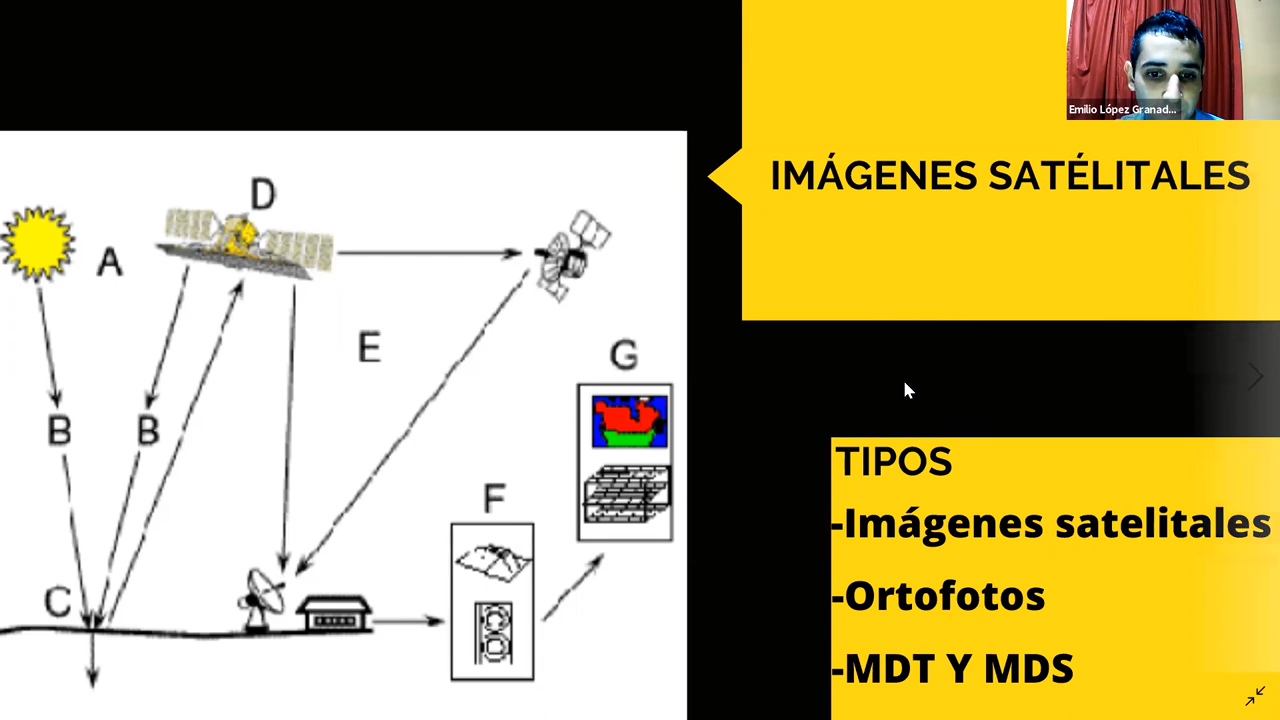 Emilio López Granad...
IMÁGENES SATÉLITALES
D
A
E
G
B
B
F
C
TIPOS
-Imágenes satelitales
-Ortofotos
-MDT Y MDS